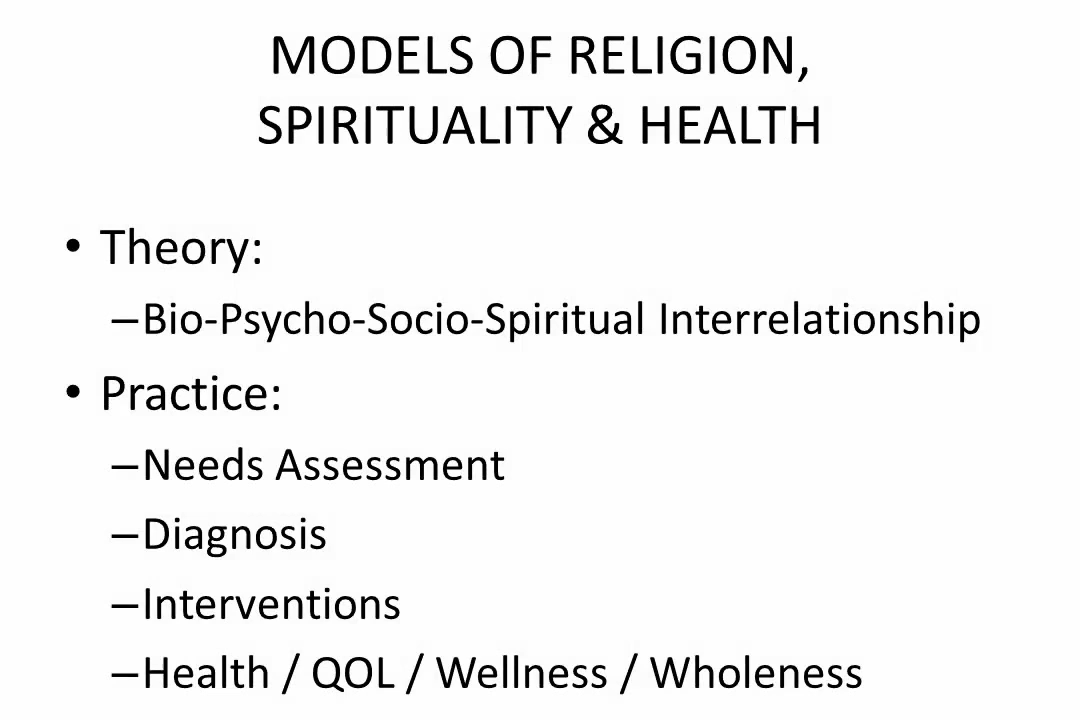 MODELS OF RELIGION,
SPIRITUALITY & HEALTH
• Theory:
–Bio-Psycho-Socio-Spiritual Interrelationship
• Practice:
–Needs Assessment
–Diagnosis
–Interventions
–Health / QOL / Wellness / Wholeness